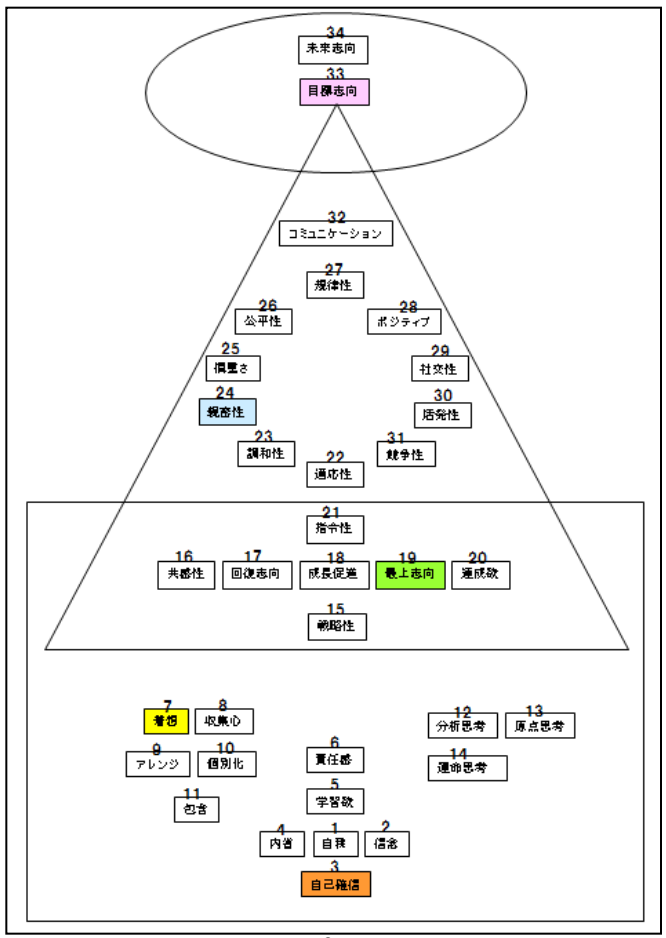 34
未来志向
33
目標志向
32
コミュニケーション
27
規律性
26
公平性
28
ポジティブ
25
慎重さ
29
社交性
24
親密性
30
活発性
23
調和性
22
適応性
31
競争性
21
指令性
16
共感性
17
回復志向
18
成長促進
19
最上志向
20
達成欲
15
戦略性
7
着想
8
収集心
12
分析思考
13
原点思考
9
アレンジ
10
個別化
6
責任感
14
運命思考
11
包含
5
学習欲
4
内省
1
自我
2
信念
3
自己確信